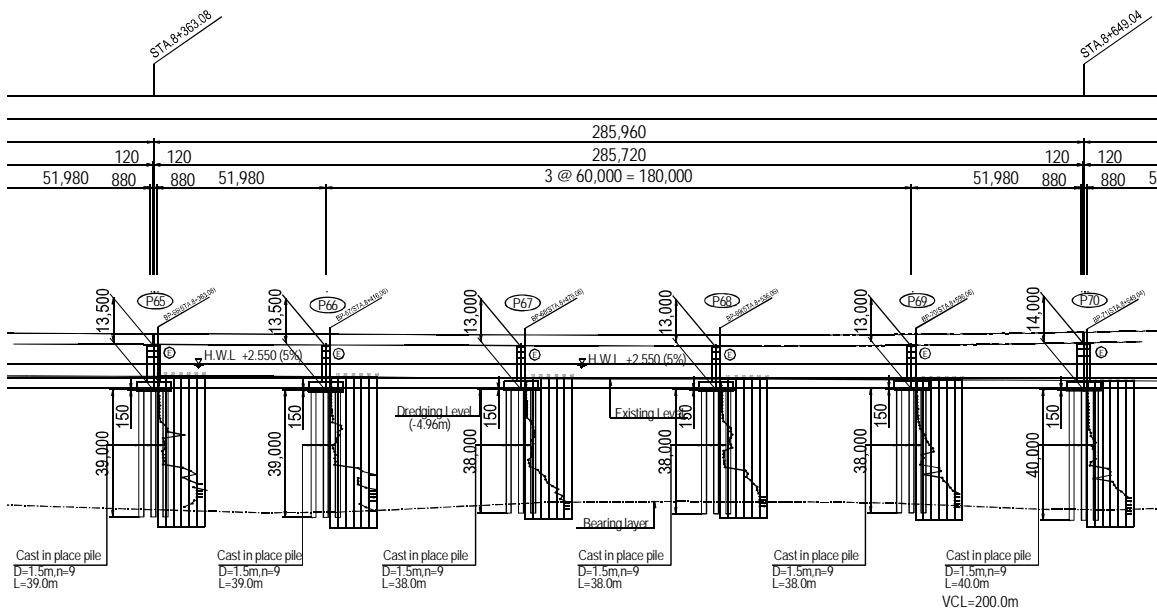 STA.8+363.08
STA.8+649.04
285,960
120 120 285,720 120 120
51,980 880 880 51,980 3 @ 60,000 = 180,000 51,980 880 880 5
13,500 P65
13,500 P66
13,000 P67
13,000 P68
13,000 P69
14,000 P70
E E E E E E
H.W.L +2.550 (5%)
H.W.L +2.550 (5%)
150 150 150 150 150 150
Dredging Level
(-4.96m)
Existing Level
39,000 39,000 38,000 38,000 38,000 40,000
Bearing layer
Cast in place pile
D=1.5m,n=9
L=39.0m
Cast in place pile
D=1.5m,n=9
L=39.0m
Cast in place pile
D=1.5m,n=9
L=38.0m
Cast in place pile
D=1.5m,n=9
L=38.0m
Cast in place pile
D=1.5m,n=9
L=38.0m
Cast in place pile
D=1.5m,n=9
L=40.0m
VCL=200.0m